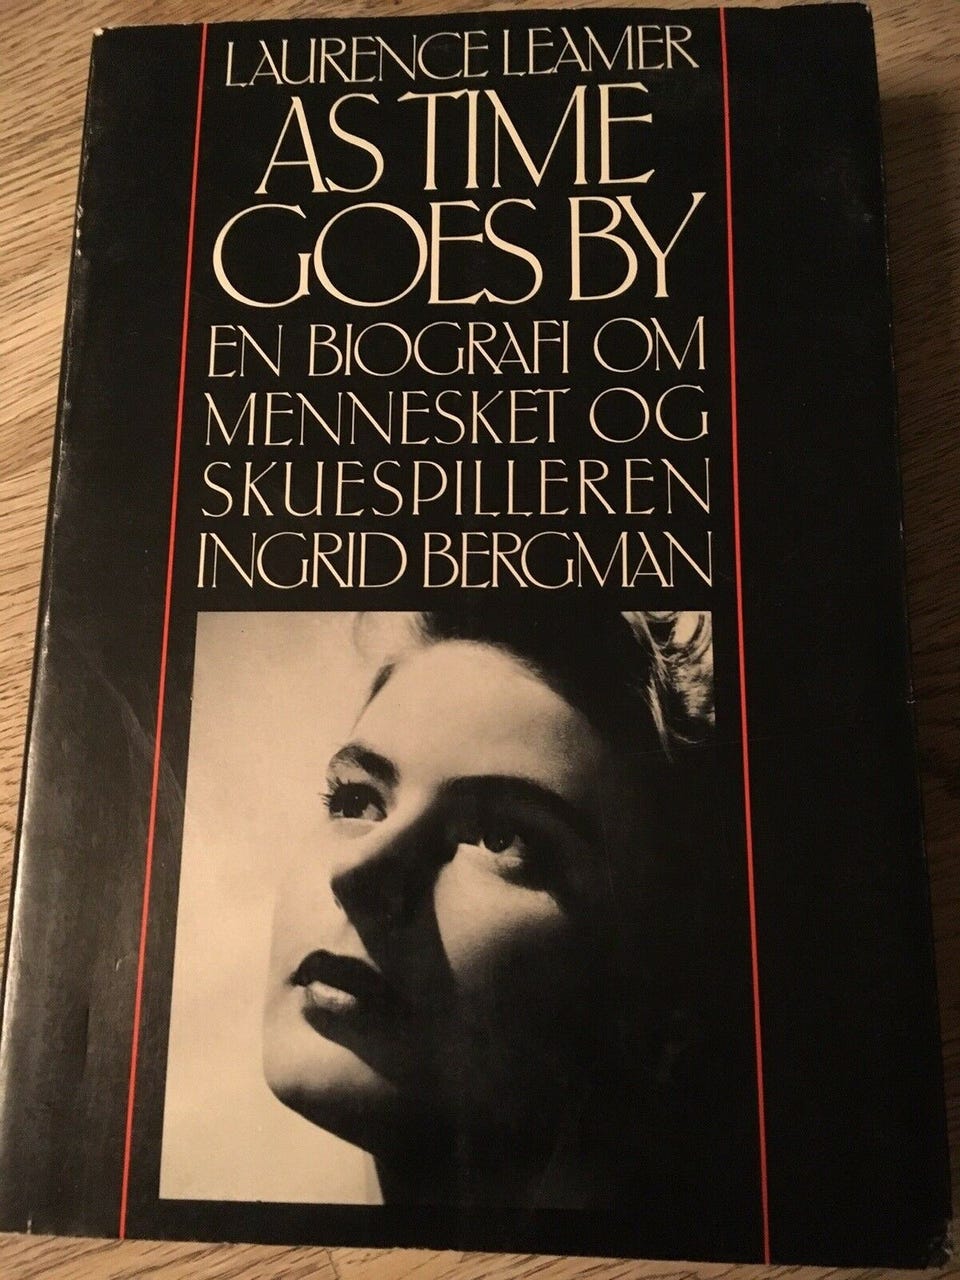 LAURENCE LEAMER
AS TIME
GOES BY
EN BIOGRAFI OM
MENNESKET OG
SKUESPILLEREN
INGRID BERGMAN